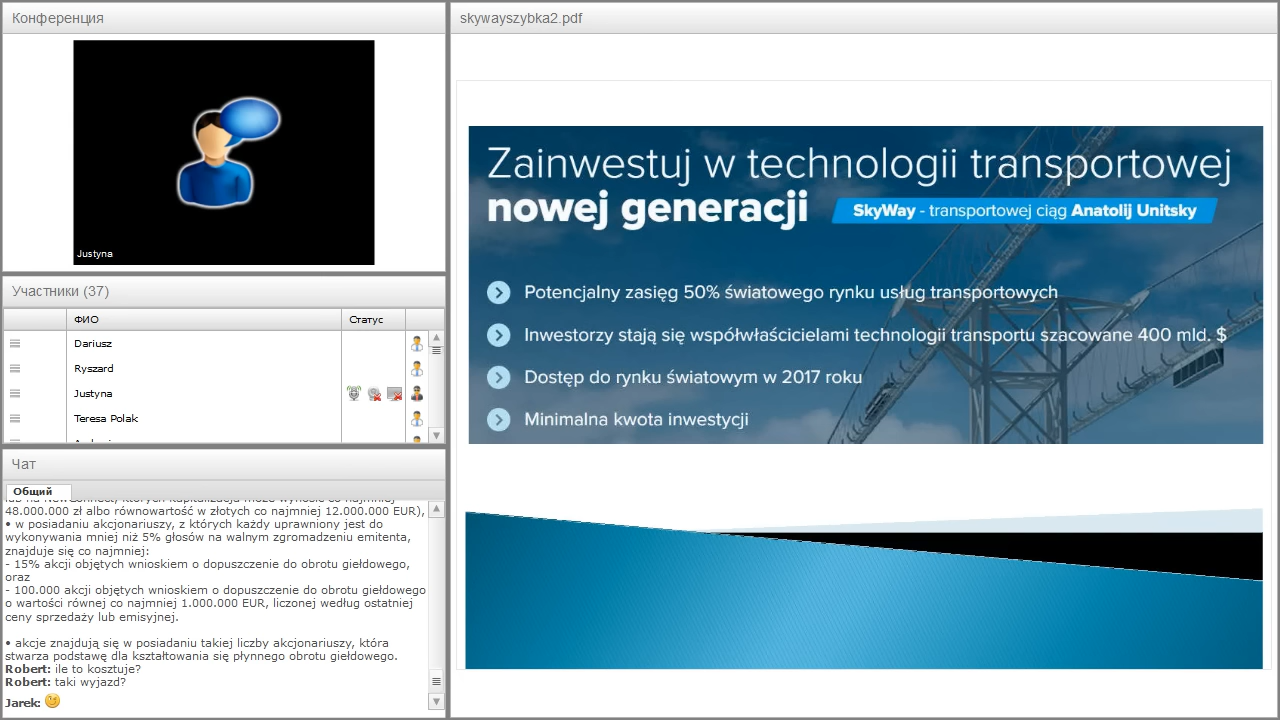 Конференция
Justyna
Участники (37)
ФИО Статус
Dariusz
Ryszard
Justyna
Teresa Polak
Чат
Общий
48.000.000 zł albo równowartość w złotych co najmniej 12.000.000 EUR),
• w posiadaniu akcjonariuszy, z których każdy uprawniony jest do
wykonywania mniej niż 5% głosów na walnym zgromadzeniu emitenta,
znajduje się co najmniej:
- 15% akcji objętych wnioskiem o dopuszczenie do obrotu giełdowego,
oraz
- 100.000 akcji objętych wnioskiem o dopuszczenie do obrotu giełdowego
o wartości równej co najmniej 1.000.000 EUR, liczonej według ostatniej
ceny sprzedaży lub emisyjnej.
• akcje znajdują się w posiadaniu takiej liczby akcjonariuszy, która
stwarza podstawę dla kształtowania się płynnego obrotu giełdowego.
Robert: ile to kosztuje?
Robert: taki wyjazd?
Jarek:
skywayszybka2.pdf
Zainwestuj w technologii transportowej
nowej generacji
SkyWay - transportowej ciąg Anatolij Unitsky
Potencjalny zasięg 50% światowego rynku usług transportowych
Inwestorzy stają się współwłaścicielami technologii transportu szacowane 400 mld. $
Dostęp do rynku światowym w 2017 roku
Minimalna kwota inwestycji